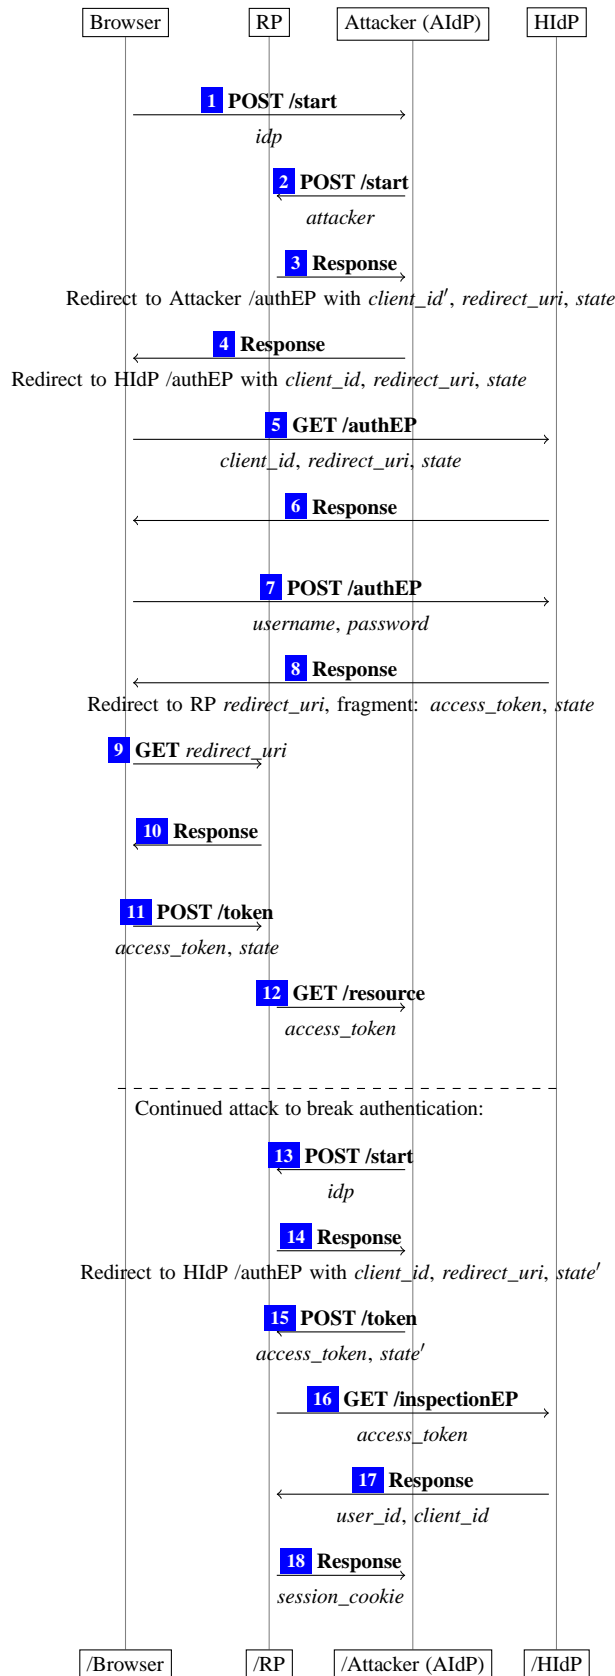 Browser RP Attacker (AIdP) HIdP
1 POST /start
idp
2 POST /start
attacker
3 Response
Redirect to Attacker /authEP with client_id′, redirect_uri, state
4 Response
Redirect to HIdP /authEP with client_id, redirect_uri, state
5 GET /authEP
client_id, redirect_uri, state
6 Response
7 POST /authEP
username, password
8 Response
Redirect to RP redirect_uri, fragment: access_token, state
9 GET redirect_uri
10 Response
11 POST /token
access_token, state
12 GET /resource
access_token
Continued attack to break authentication:
13 POST /start
idp
14 Response
Redirect to HIdP /authEP with client_id, redirect_uri, state′
15 POST /token
access_token, state′
16 GET /inspectionEP
access_token
17 Response
user_id, client_id
18 Response
session_cookie
/Browser /RP /Attacker (AIdP) /HIdP